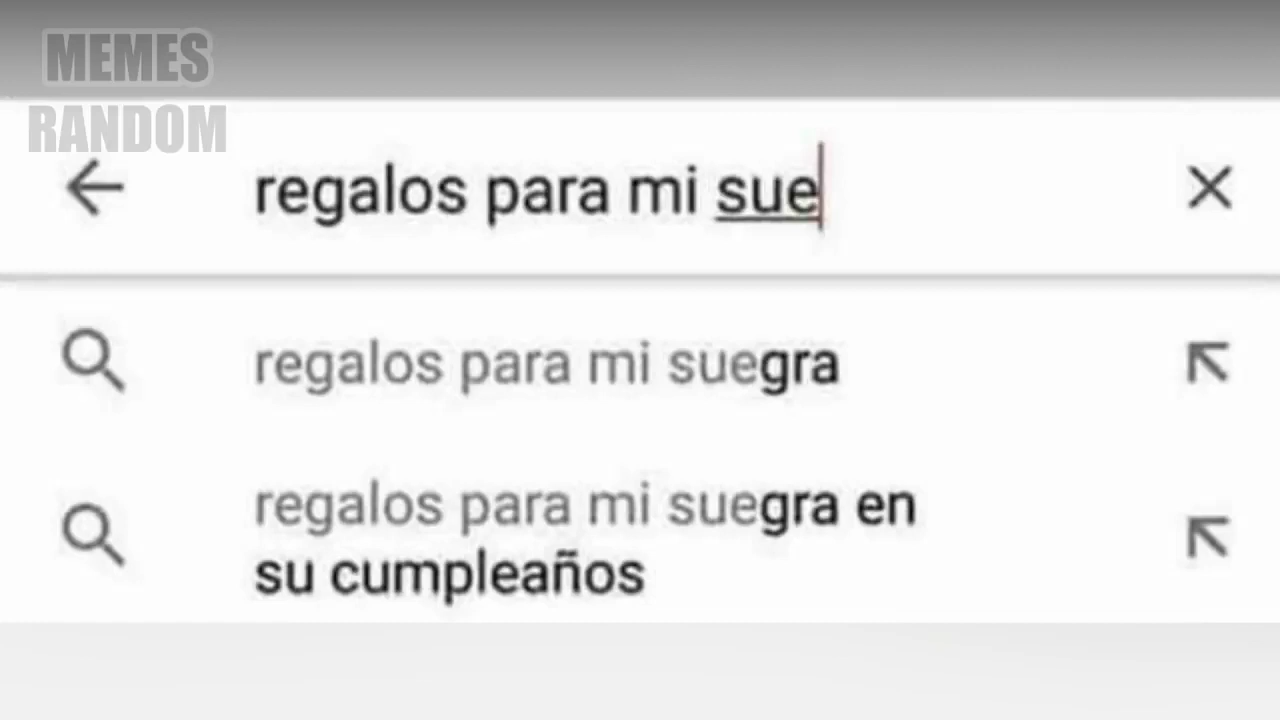 MEMES
RANDOM
regalos para mi sue
regalos para mi suegra
regalos para mi suegra en
su cumpleaños